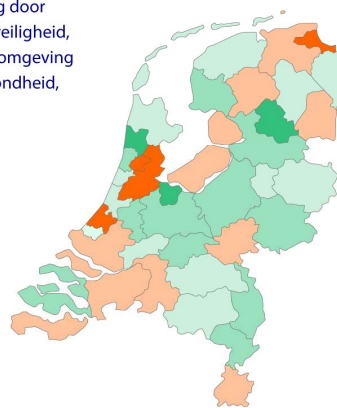 g door
eiligheid,
omgeving
ondheid,